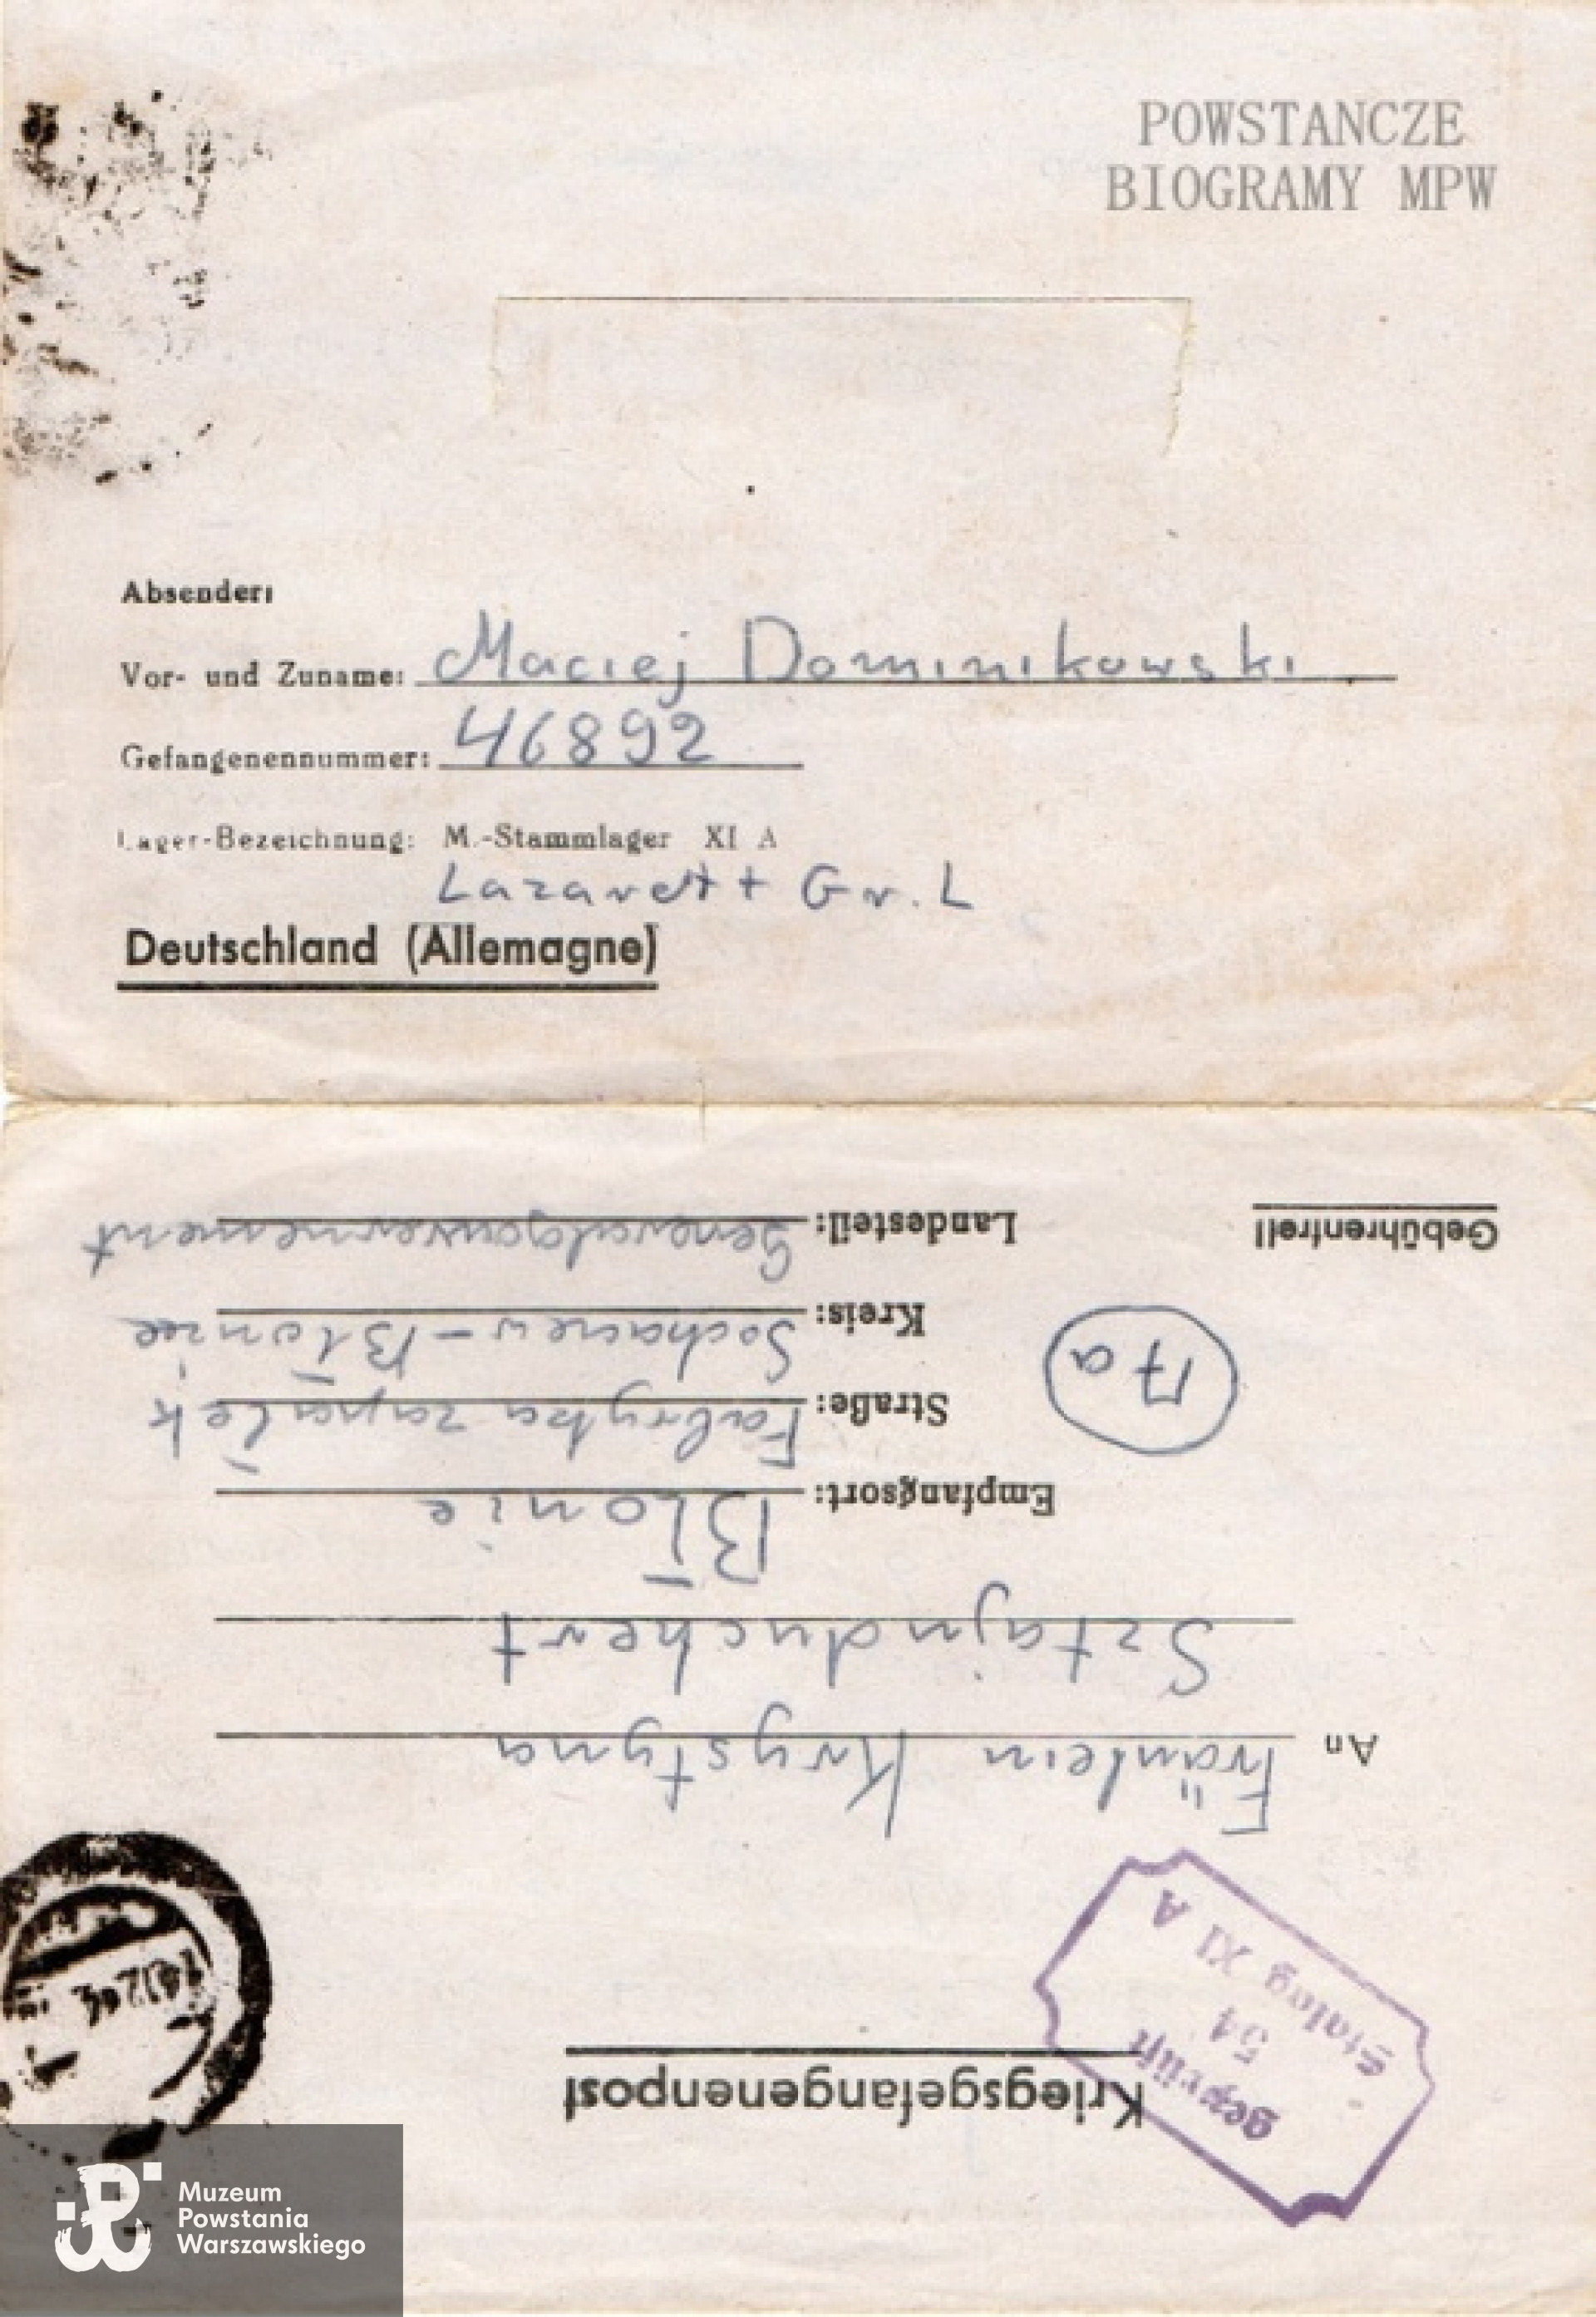 POWSTANCZE
BIOGRAMY MPW
Absender:
Vor- und Zuname: Maciej Dominikowski
Gefangenennummer: 46892
Lager-Bezeichnung: M.-Stammlager XI A
Lazarett Gr. L
Deutschland (Allemagne)
Kriegsgefangenenpost
geprüft
54
Stalag XI A
An Fräulein Krystyna
Sztajnduchert
Empfangsort: Błonie
Straße: Fabryka zapałek
Kreis: Sochaczew-Błonie
17a
Landesteil: Generalgouvernement
Gebührenfrei!
Muzeum
Powstania
Warszawskiego